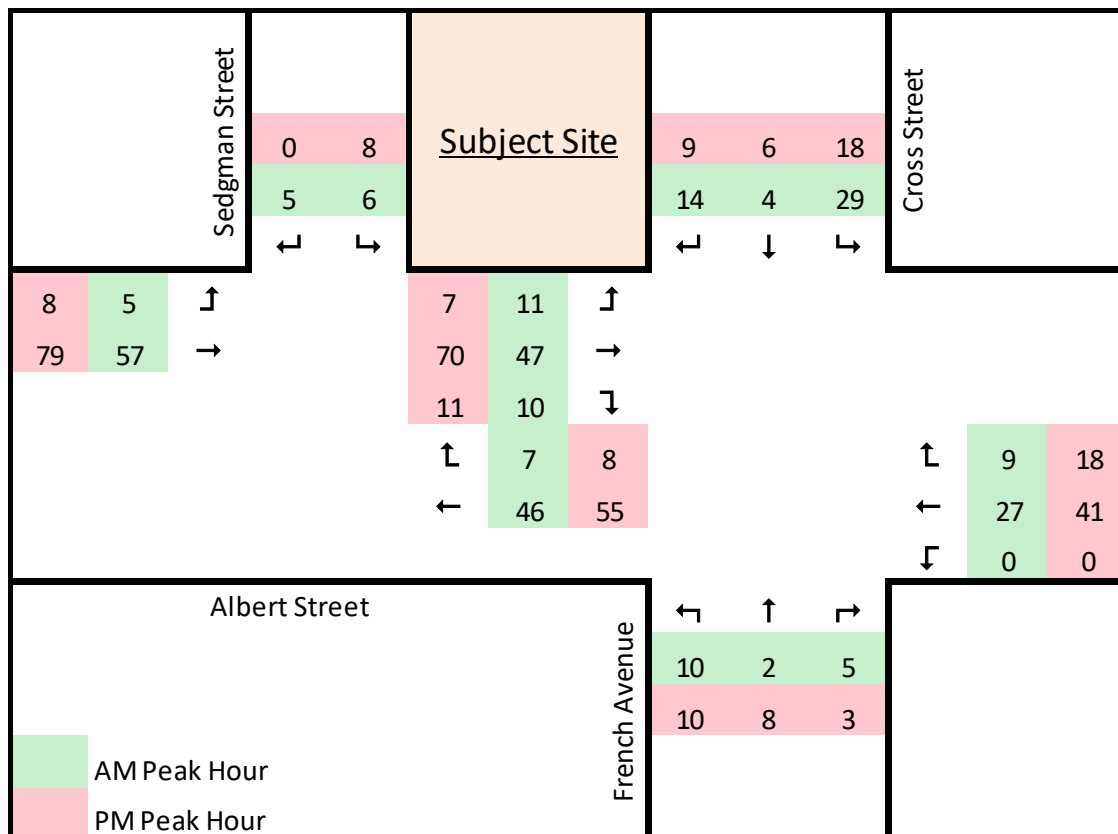 Sedgman Street
Subject Site
Cross Street
0 8
5 6
9 6 18
14 4 29
8 5
79 57
7 11
70 47
11 10
7 8
46 55
9 18
27 41
0 0
Albert Street
French Avenue
10 2 5
10 8 3
AM Peak Hour
PM Peak Hour